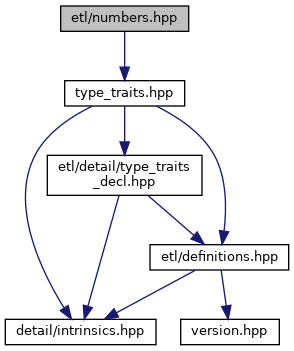 etl/numbers.hpp
type_traits.hpp
etl/detail/type_traits
_decl.hpp
etl/definitions.hpp
detail/intrinsics.hpp
version.hpp